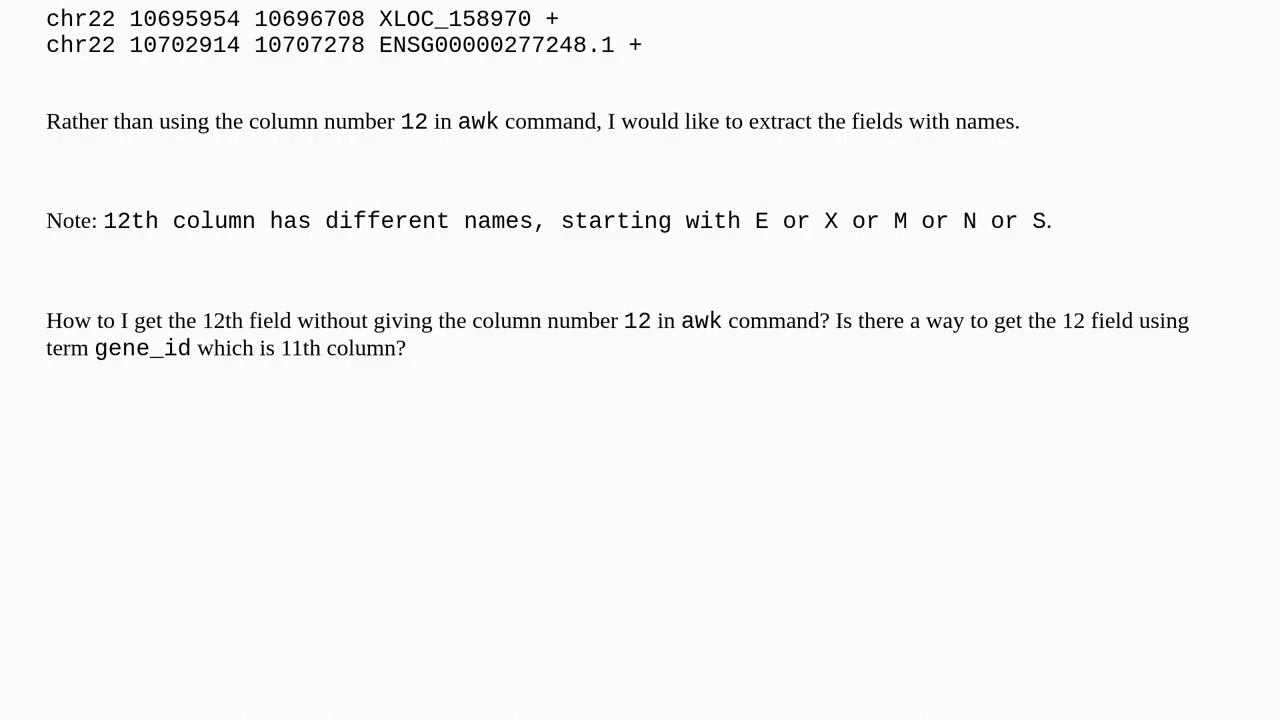 chr22 10695954 10696708 XLOC_158970 +
chr22 10702914 10707278 ENSG00000277248.1 +
Rather than using the column number 12 in awk command, I would like to extract the fields with names.
Note: 12th column has different names, starting with E or X or M or N or S.
How to I get the 12th field without giving the column number 12 in awk command? Is there a way to get the 12 field using
term gene_id which is 11th column?